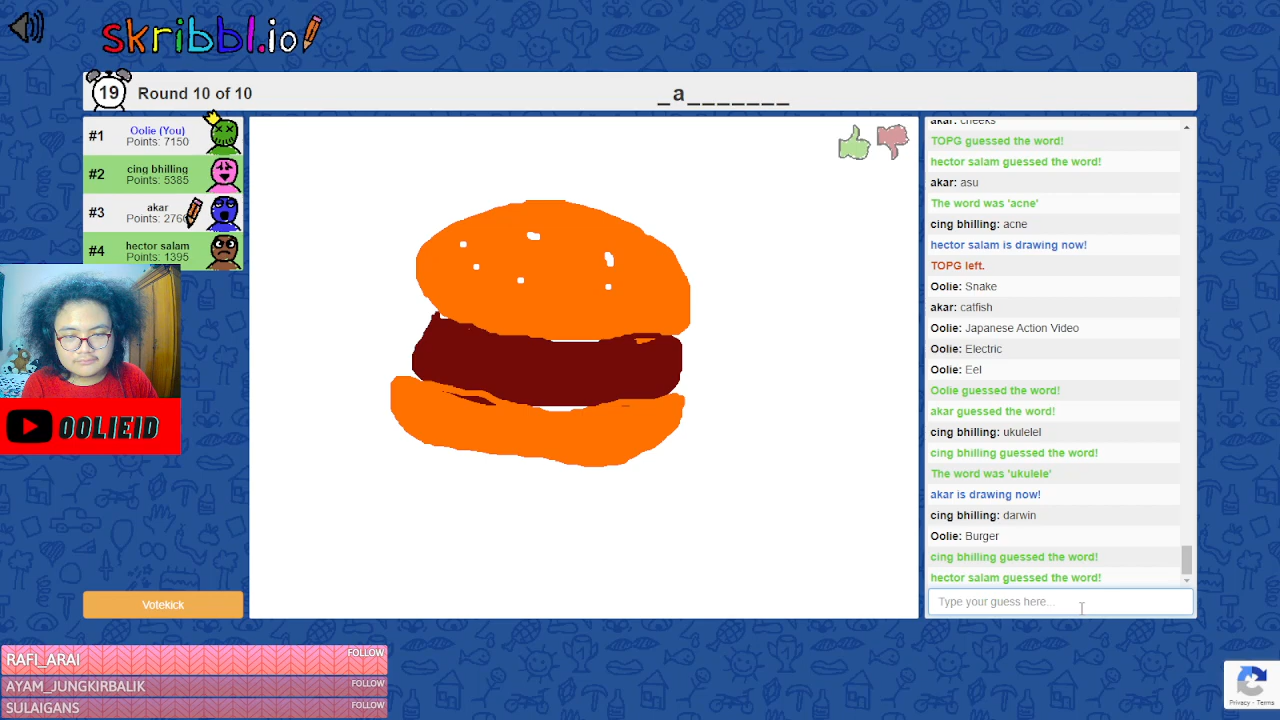 skribbl.io
19
Round 10 of 10
_a_______
#1
Oolie (You)
Points: 7150
#2
cing bhilling
Points: 5385
#3
akar
Points: 2760
#4
hector salam
Points: 1395
OOLIEID
Votekick
RAFI_ARAI
FOLLOW
AYAM_JUNGKIRBALIK
FOLLOW
SULAIGANS
FOLLOW
akar: cheeks
TOPG guessed the word!
hector salam guessed the word!
akar: asu
The word was 'acne'
cing bhilling: acne
hector salam is drawing now!
TOPG left.
Oolie: Snake
akar: catfish
Oolie: Japanese Action Video
Oolie: Electric
Oolie: Eel
Oolie guessed the word!
akar guessed the word!
cing bhilling: ukulelel
cing bhilling guessed the word!
The word was 'ukulele'
akar is drawing now!
cing bhilling: darwin
Oolie: Burger
cing bhilling guessed the word!
hector salam guessed the word!
Type your guess here...
Privacy - Terms